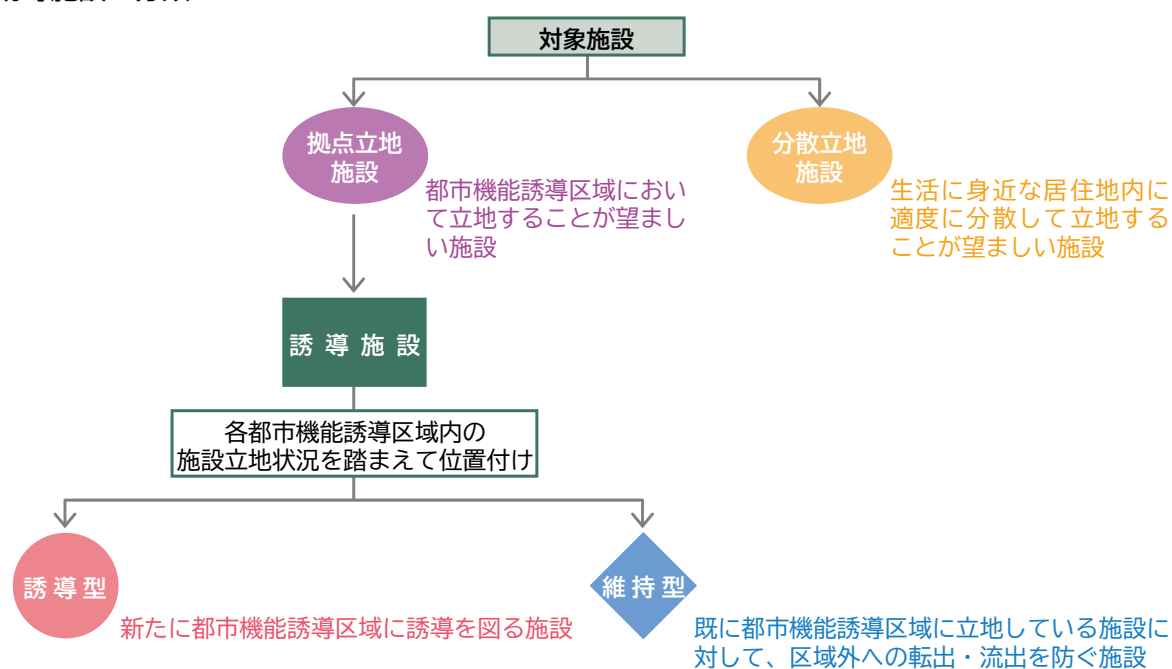 対象施設
拠点立地
施設
分散立地
施設
都市機能誘導区域におい
て立地することが望まし
い施設
生活に身近な居住地内に
適度に分散して立地する
ことが望ましい施設
誘導施設
各都市機能誘導区域内の
施設立地状況を踏まえて位置付け
誘導型
維持型
新たに都市機能誘導区域に誘導を図る施設
既に都市機能誘導区域に立地している施設に
対して、区域外への転出・流出を防ぐ施設